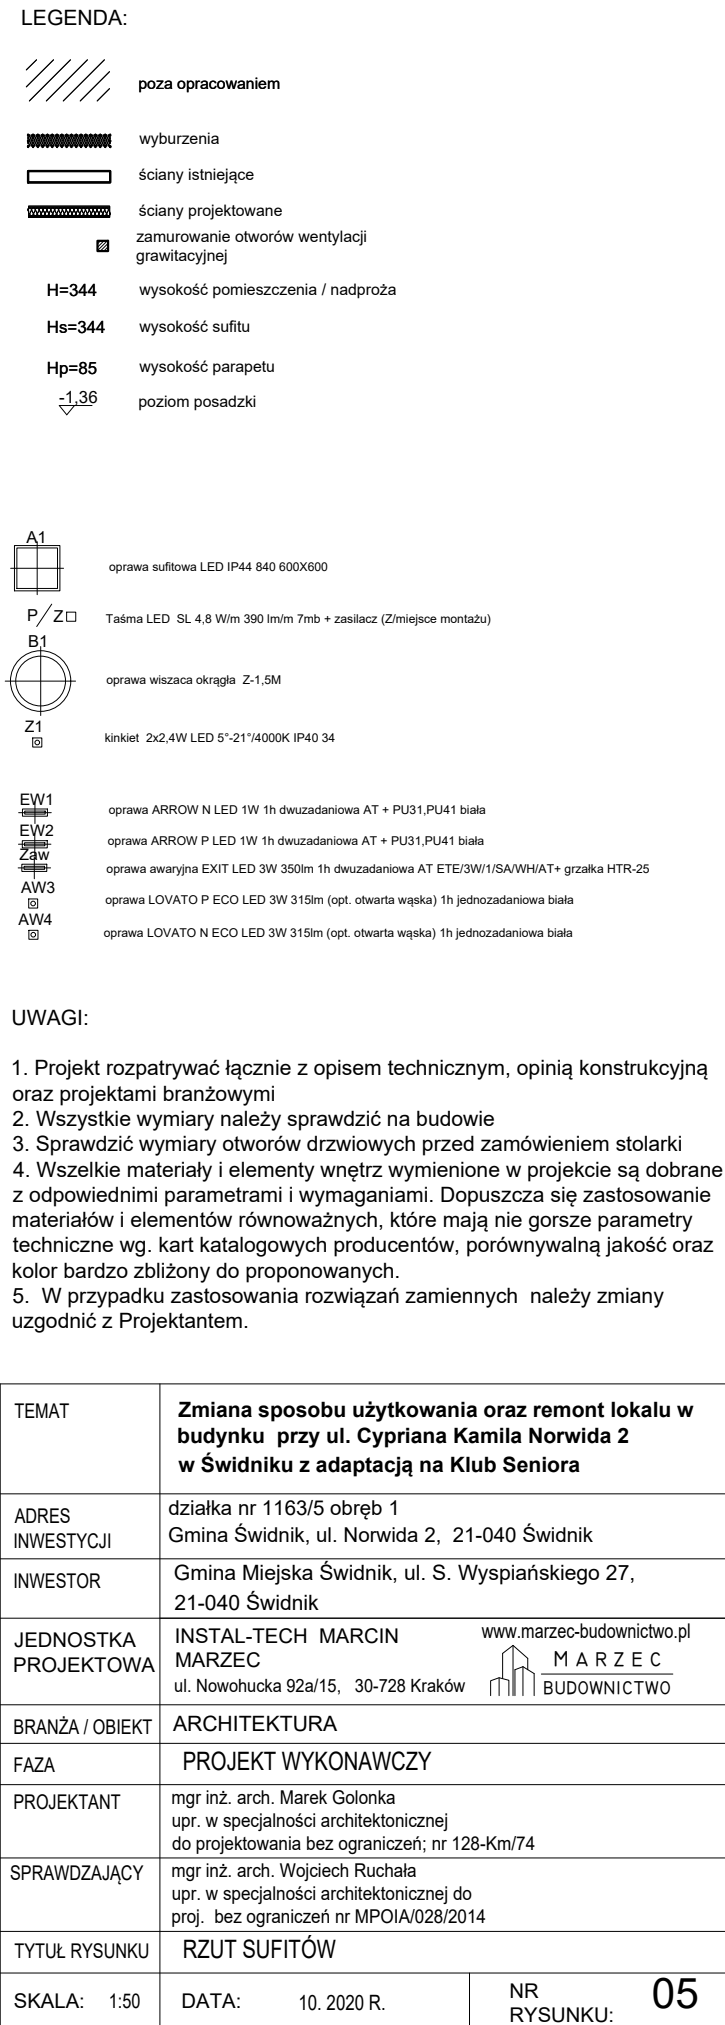 LEGENDA:
poza opracowaniem
wyburzenia
ściany istniejące
ściany projektowane
zamurowanie otworów wentylacji
grawitacyjnej
H=344 wysokość pomieszczenia / nadproża
Hs=344 wysokość sufitu
Hp=85 wysokość parapetu
-1,36 poziom posadzki
A1
oprawa sufitowa LED IP44 840 600X600
P/Z Taśma LED SL 4,8 W/m 390 lm/m 7mb + zasilacz (Z/miejsce montażu)
B1
oprawa wiszaca okrągła Z-1,5M
Z1
kinkiet 2x2,4W LED 5°-21°/4000K IP40 34
EW1
oprawa ARROW N LED 1W 1h dwuzadaniowa AT + PU31,PU41 biała
EW2
oprawa ARROW P LED 1W 1h dwuzadaniowa AT + PU31,PU41 biała
Zaw
oprawa awaryjna EXIT LED 3W 350lm 1h dwuzadaniowa AT ETE/3W/1/SA/WH/AT+ grzałka HTR-25
AW3
oprawa LOVATO P ECO LED 3W 315lm (opt. otwarta wąska) 1h jednozadaniowa biała
AW4
oprawa LOVATO N ECO LED 3W 315lm (opt. otwarta wąska) 1h jednozadaniowa biała
UWAGI:
1. Projekt rozpatrywać łącznie z opisem technicznym, opinią konstrukcyjną
oraz projektami branżowymi
2. Wszystkie wymiary należy sprawdzić na budowie
3. Sprawdzić wymiary otworów drzwiowych przed zamówieniem stolarki
4. Wszelkie materiały i elementy wnętrz wymienione w projekcie są dobrane
z odpowiednimi parametrami i wymaganiami. Dopuszcza się zastosowanie
materiałów i elementów równoważnych, które mają nie gorsze parametry
techniczne wg. kart katalogowych producentów, porównywalną jakość oraz
kolor bardzo zbliżony do proponowanych.
5. W przypadku zastosowania rozwiązań zamiennych należy zmiany
uzgodnić z Projektantem.
TEMAT
Zmiana sposobu użytkowania oraz remont lokalu w
budynku przy ul. Cypriana Kamila Norwida 2
w Świdniku z adaptacją na Klub Seniora
ADRES
INWESTYCJI
działka nr 1163/5 obręb 1
Gmina Świdnik, ul. Norwida 2, 21-040 Świdnik
INWESTOR
Gmina Miejska Świdnik, ul. S. Wyspiańskiego 27,
21-040 Świdnik
JEDNOSTKA
PROJEKTOWA
INSTAL-TECH MARCIN
MARZEC
ul. Nowohucka 92a/15, 30-728 Kraków
www.marzec-budownictwo.pl
MARZEC
BUDOWNICTWO
BRANŻA / OBIEKT ARCHITEKTURA
FAZA PROJEKT WYKONAWCZY
PROJEKTANT
mgr inż. arch. Marek Golonka
upr. w specjalności architektonicznej
do projektowania bez ograniczeń; nr 128-Km/74
SPRAWDZAJĄCY
mgr inż. arch. Wojciech Ruchała
upr. w specjalności architektonicznej do
proj. bez ograniczeń nr MPOIA/028/2014
TYTUŁ RYSUNKU RZUT SUFITÓW
SKALA: 1:50 DATA: 10. 2020 R.
NR
RYSUNKU: 05